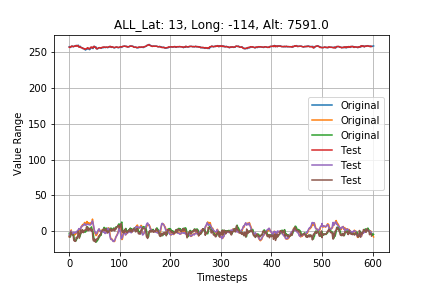 ALL_Lat: 13, Long: -114, Alt: 7591.0
250
200
150
100
50
0
Value Range
Original
Original
Original
Test
Test
Test
0 100 200 300 400 500 600
Timesteps